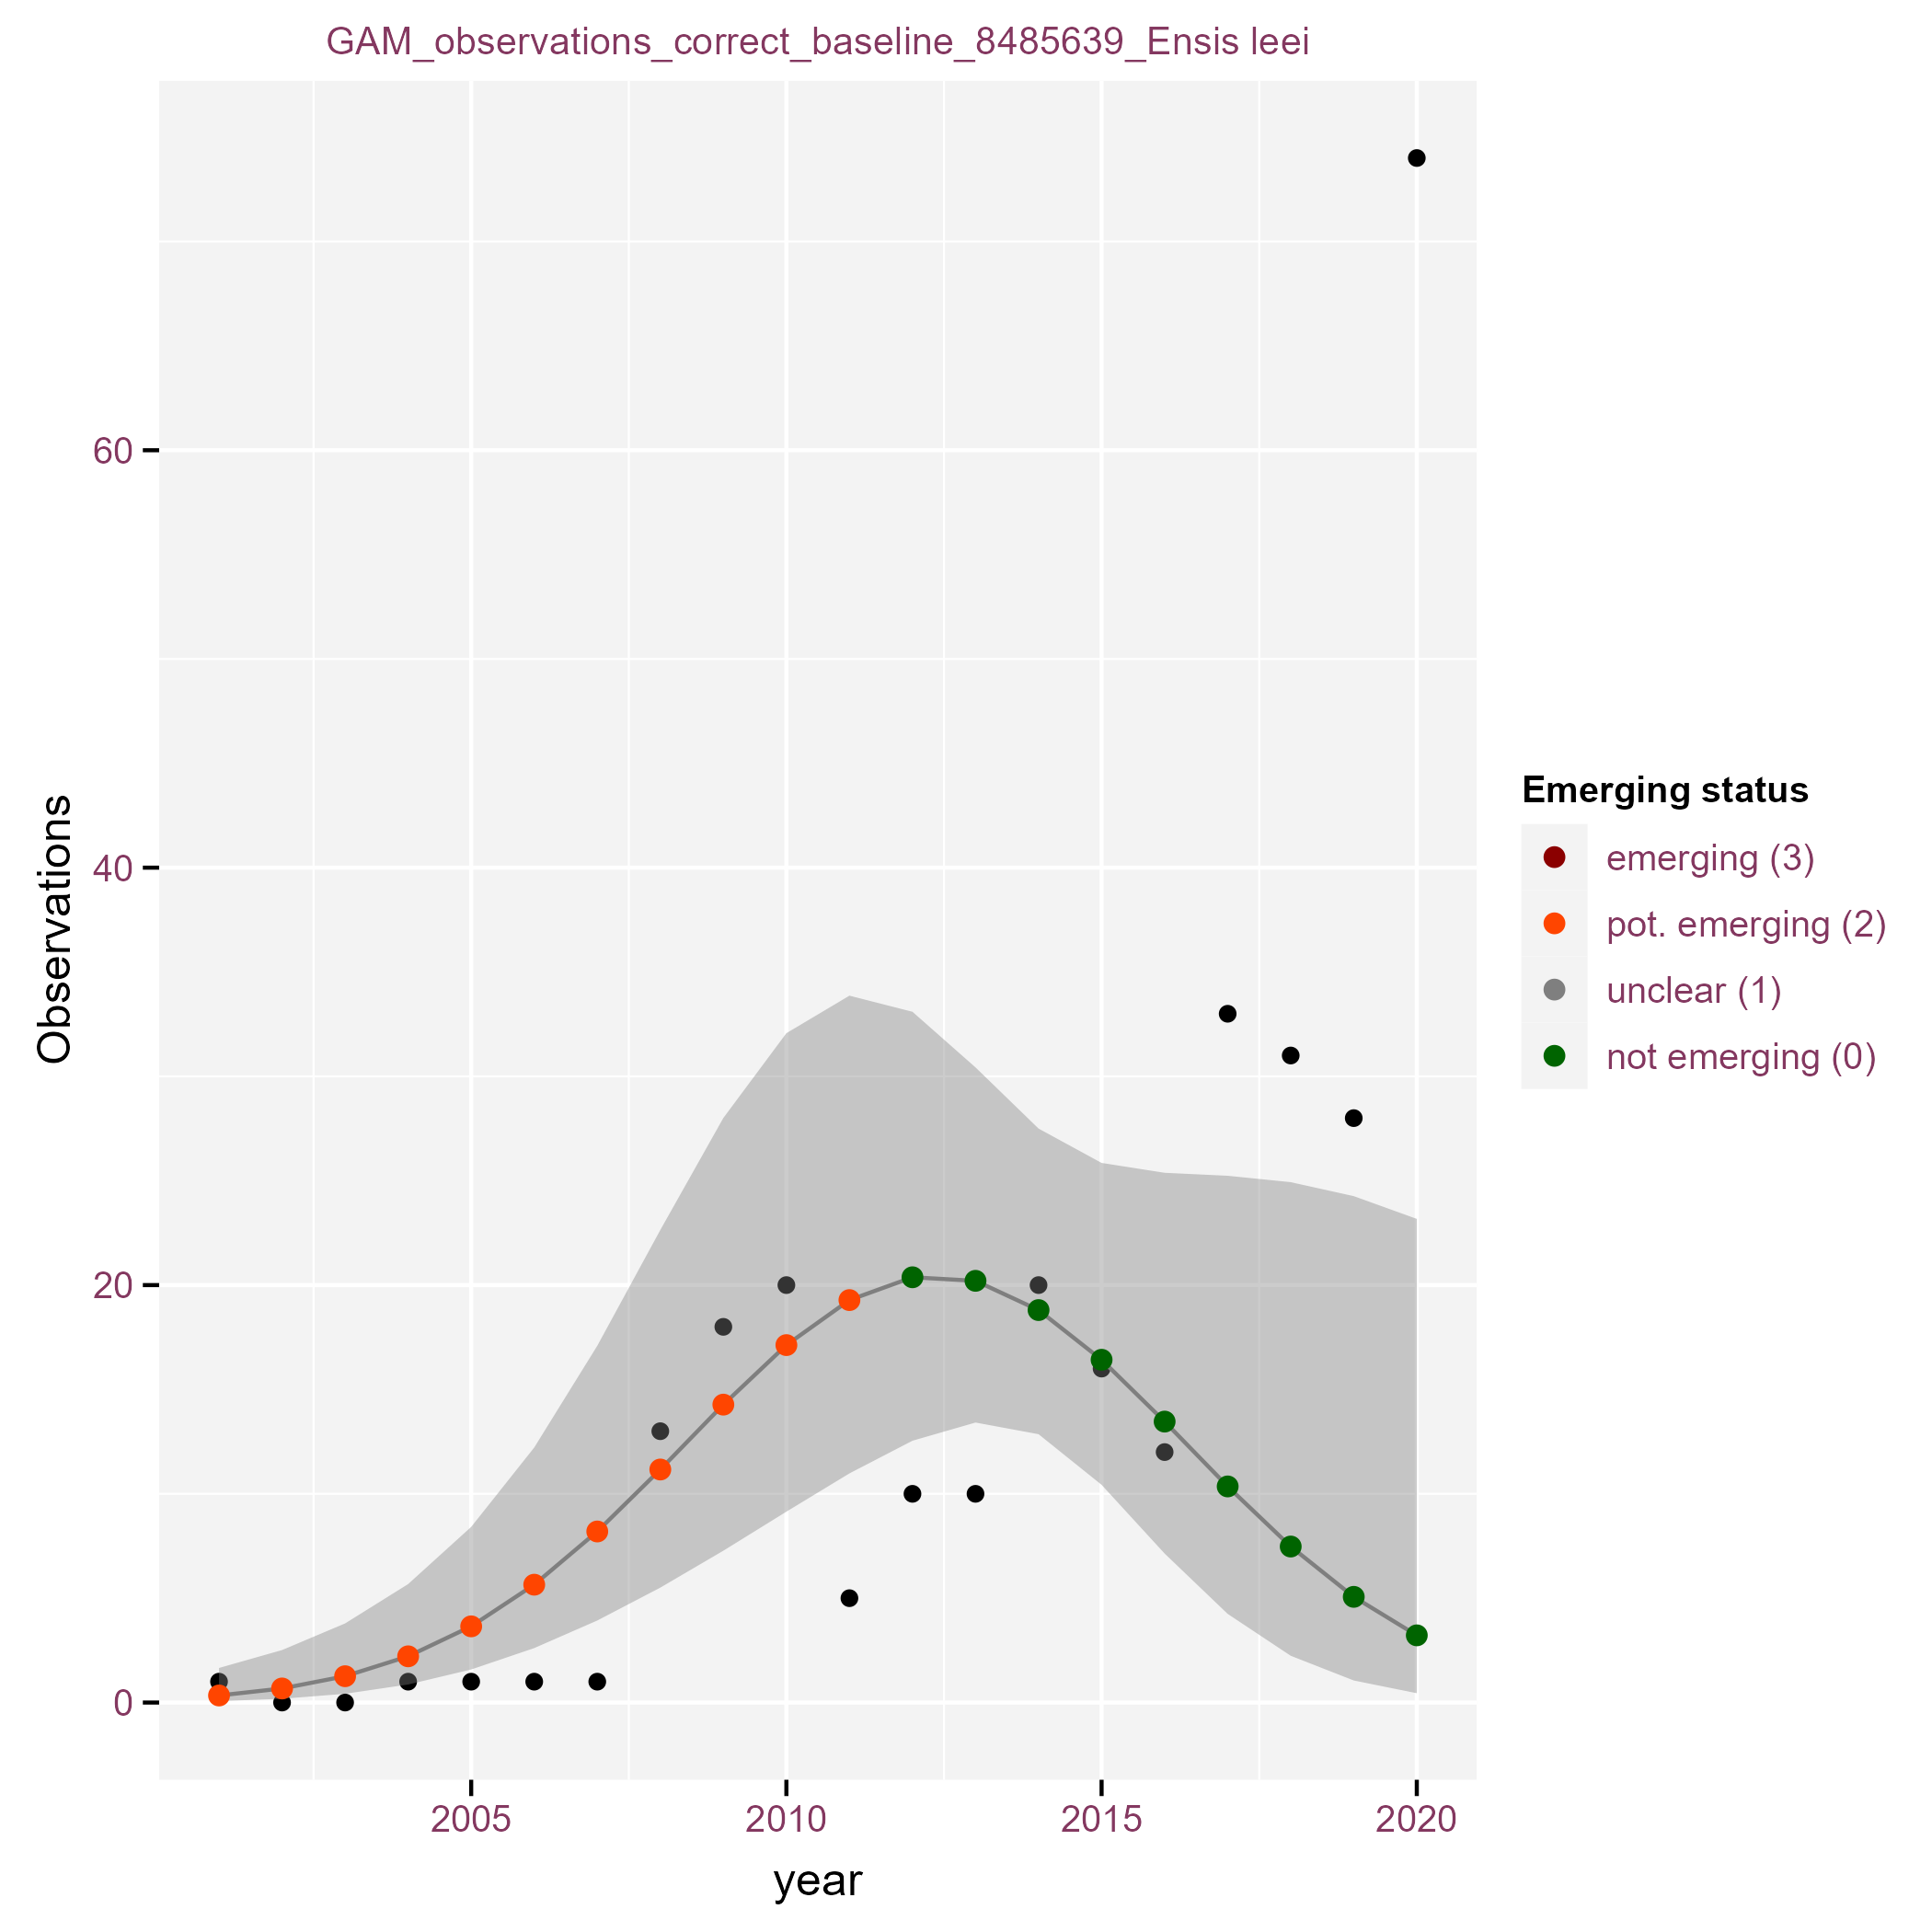 GAM_observations_correct_baseline_8485639_Ensis leei
Observations
60
40
20
0
2005 2010 2015 2020
year
Emerging status
emerging (3)
pot. emerging (2)
unclear (1)
not emerging (0)